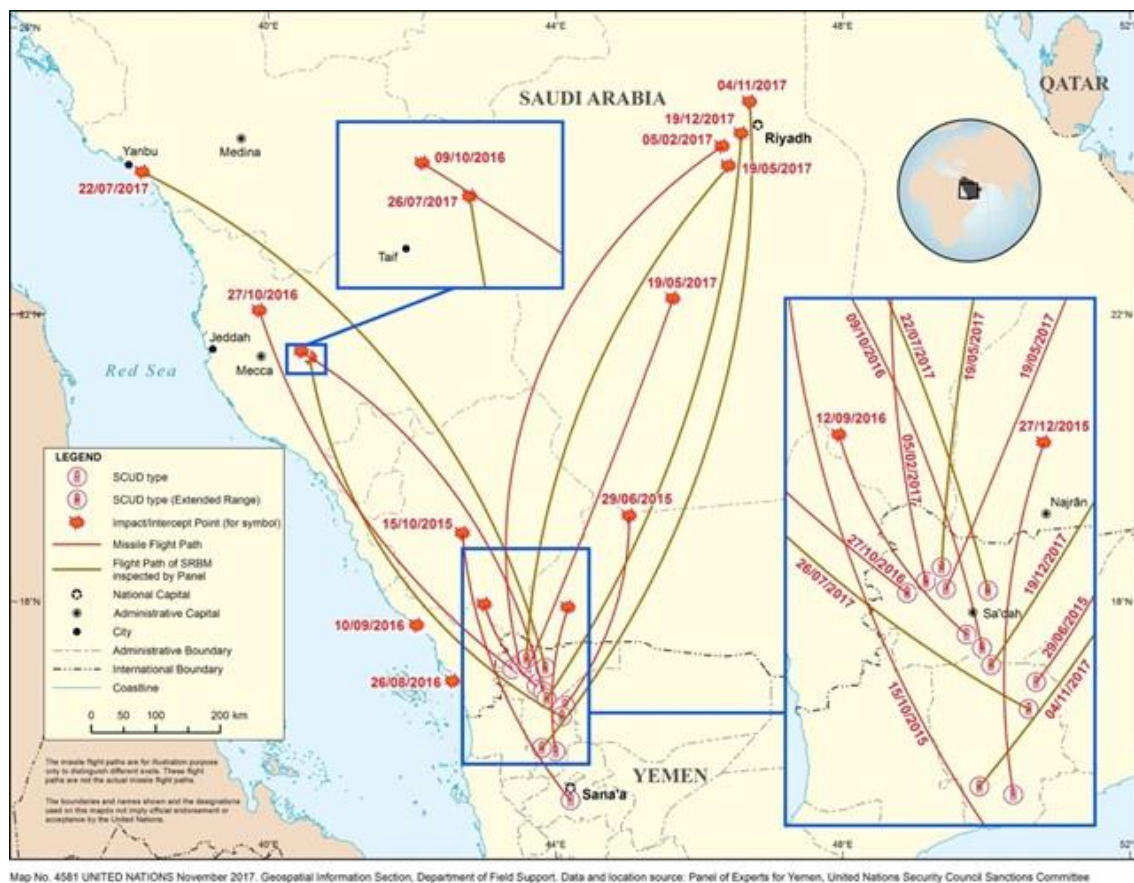 26°N
40°E
44°E
48°E
52°E
04/11/2017
SAUDI ARABIA
QATAR
19/12/2017
Riyadh
05/02/2017
19/05/2017
Medina
Yanbu
22/07/2017
09/10/2016
26/07/2017
Taif
27/10/2016
19/05/2017
22°N
22°N
Jeddah
Mecca
Red Sea
LEGEND
SCUD type
SCUD type (Extended Range)
Impact/Intercept Point (for symbol)
Missile Flight Path
Flight Path of SRBM
inspected by Panel
National Capital
Administrative Capital
City
Administrative Boundary
International Boundary
Coastline
0 50 100 200 km
The missile flight paths are for illustration purpose
only to distinguish different exels. These flight
paths are not the actual missile flight paths.
The boundaries and names shown and the designations
used on this mapdo not imply official endorsement or
acceptance by the United Nations.
29/06/2015
15/10/2015
10/09/2016
26/08/2016
18°N
18°N
YEMEN
Sana'a
09/10/2016
22/07/2017
19/05/2017
19/05/2017
12/09/2016
27/12/2015
05/02/2017
Najrān
27/10/2016
19/12/2017
26/07/2017
Sa'dah
29/06/2015
04/11/2017
15/10/2015
40°E
44°E
48°E
52°E
Map No. 4581 UNITED NATIONS November 2017. Geospatial Information Section, Department of Field Support. Data and location source: Panel of Experts for Yemen, United Nations Security Council Sanctions Committee